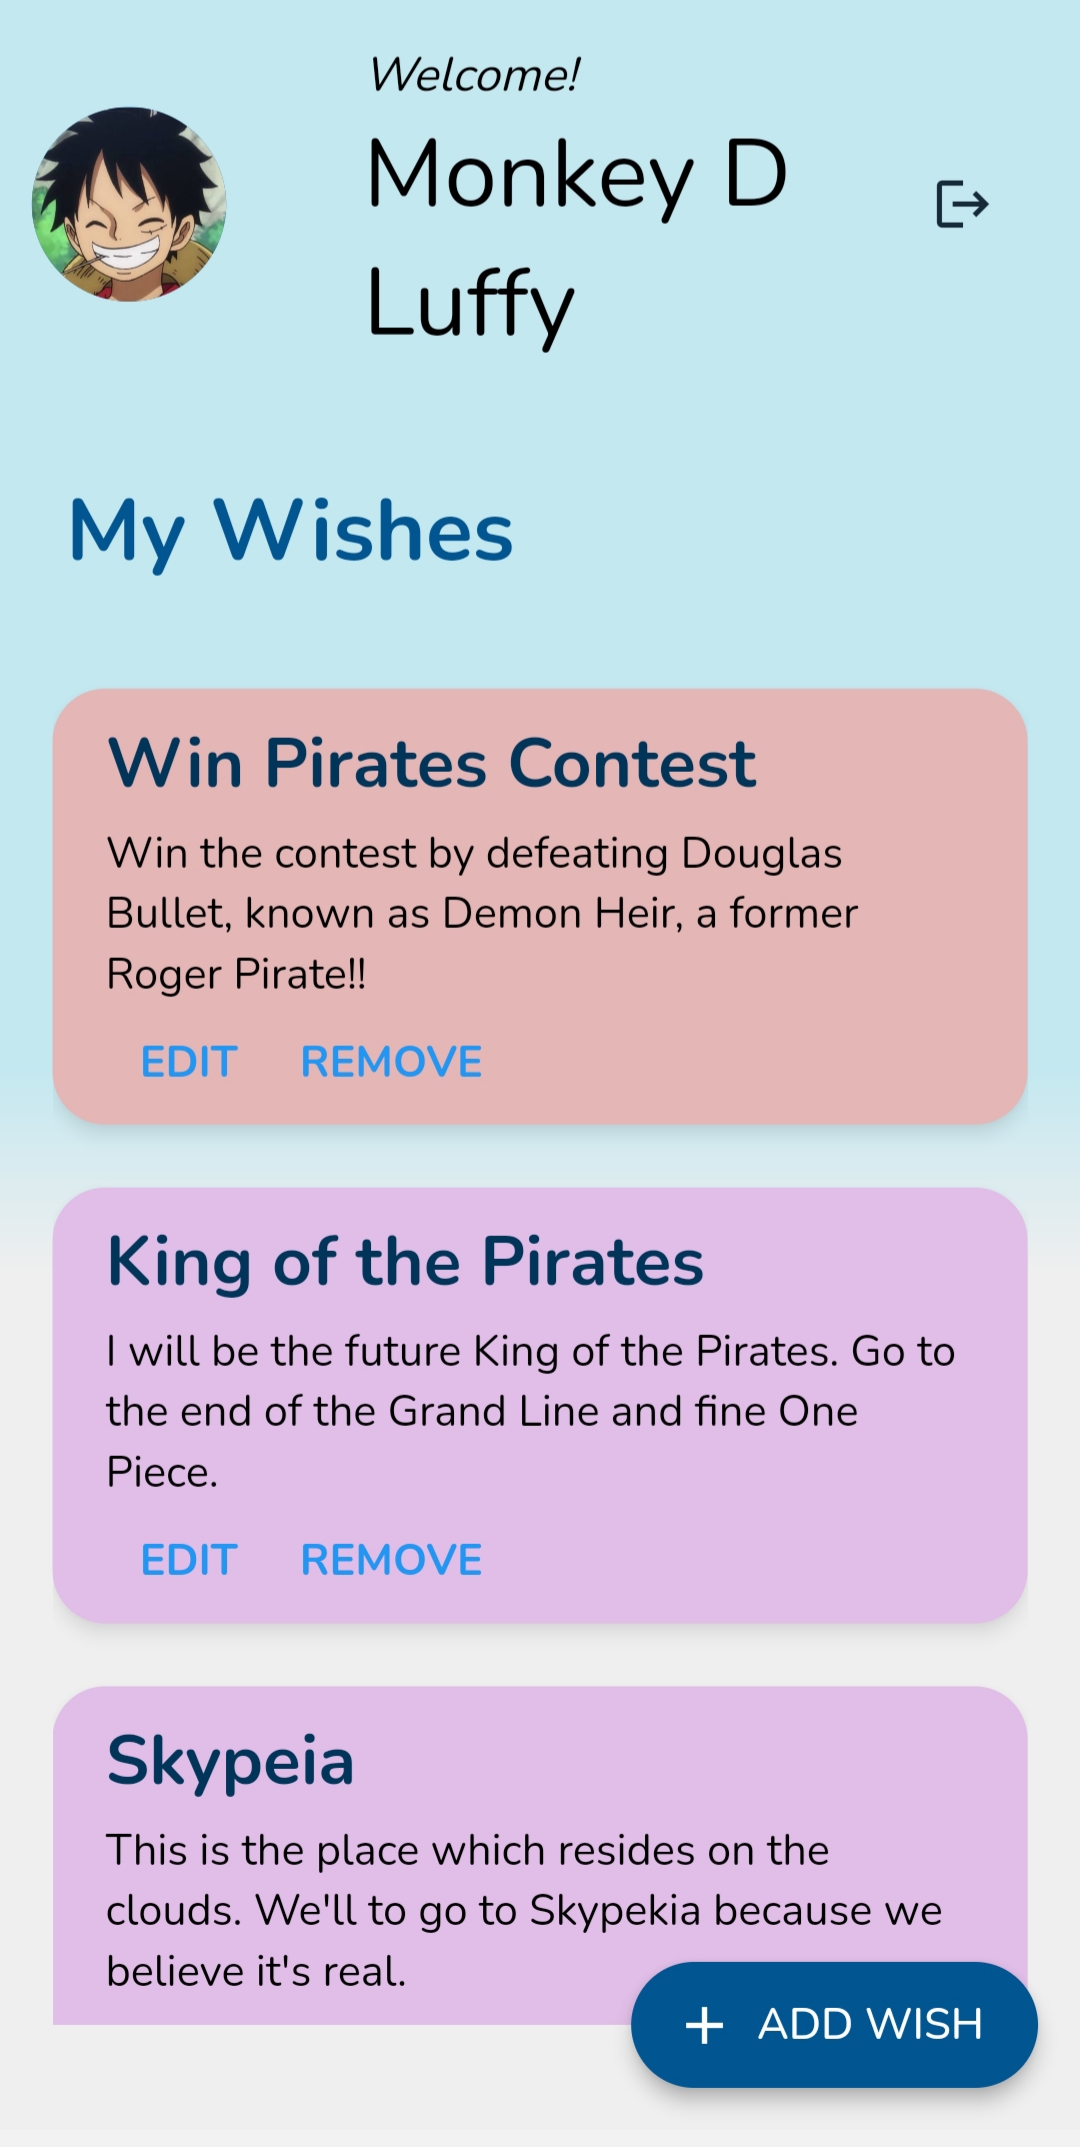 Welcome!
Monkey D
Luffy
My Wishes
Win Pirates Contest
Win the contest by defeating Douglas
Bullet, known as Demon Heir, a former
Roger Pirate!!
EDIT REMOVE
King of the Pirates
I will be the future King of the Pirates. Go to
the end of the Grand Line and fine One
Piece.
EDIT REMOVE
Skypeia
This is the place which resides on the
clouds. We'll to go to Skypekia because we
believe it's real.
+ ADD WISH